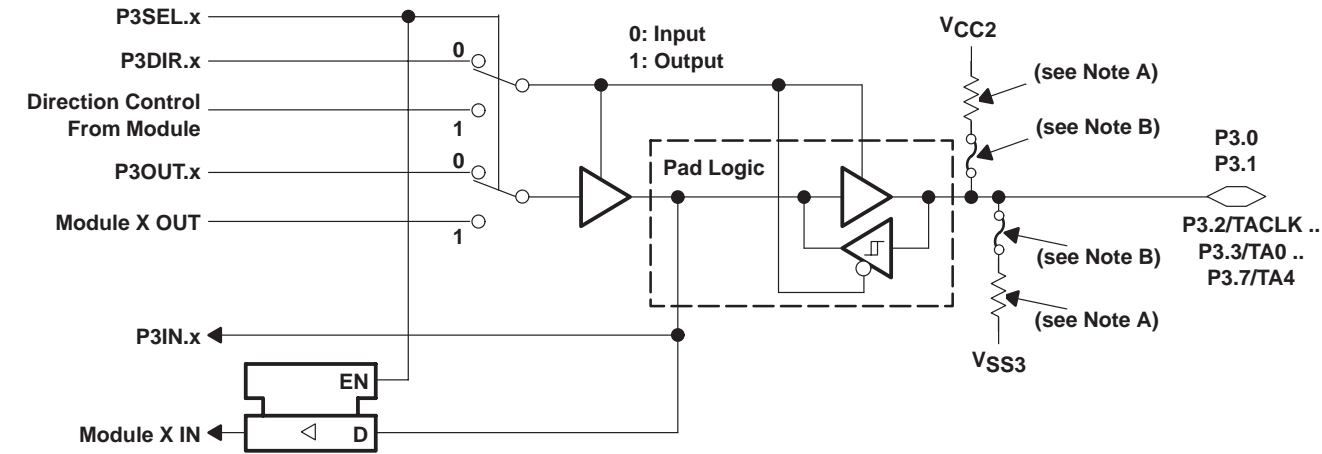 P3SEL.x
P3DIR.x
0
Direction Control
From Module
1
P3OUT.x
0
Module X OUT
1
0: Input
1: Output
Pad Logic
VCC2
(see Note A)
(see Note B)
P3.0
P3.1
P3.2/TACLK ..
P3.3/TA0 ..
P3.7/TA4
(see Note B)
(see Note A)
VSS3
P3IN.x
EN
Module X IN
D